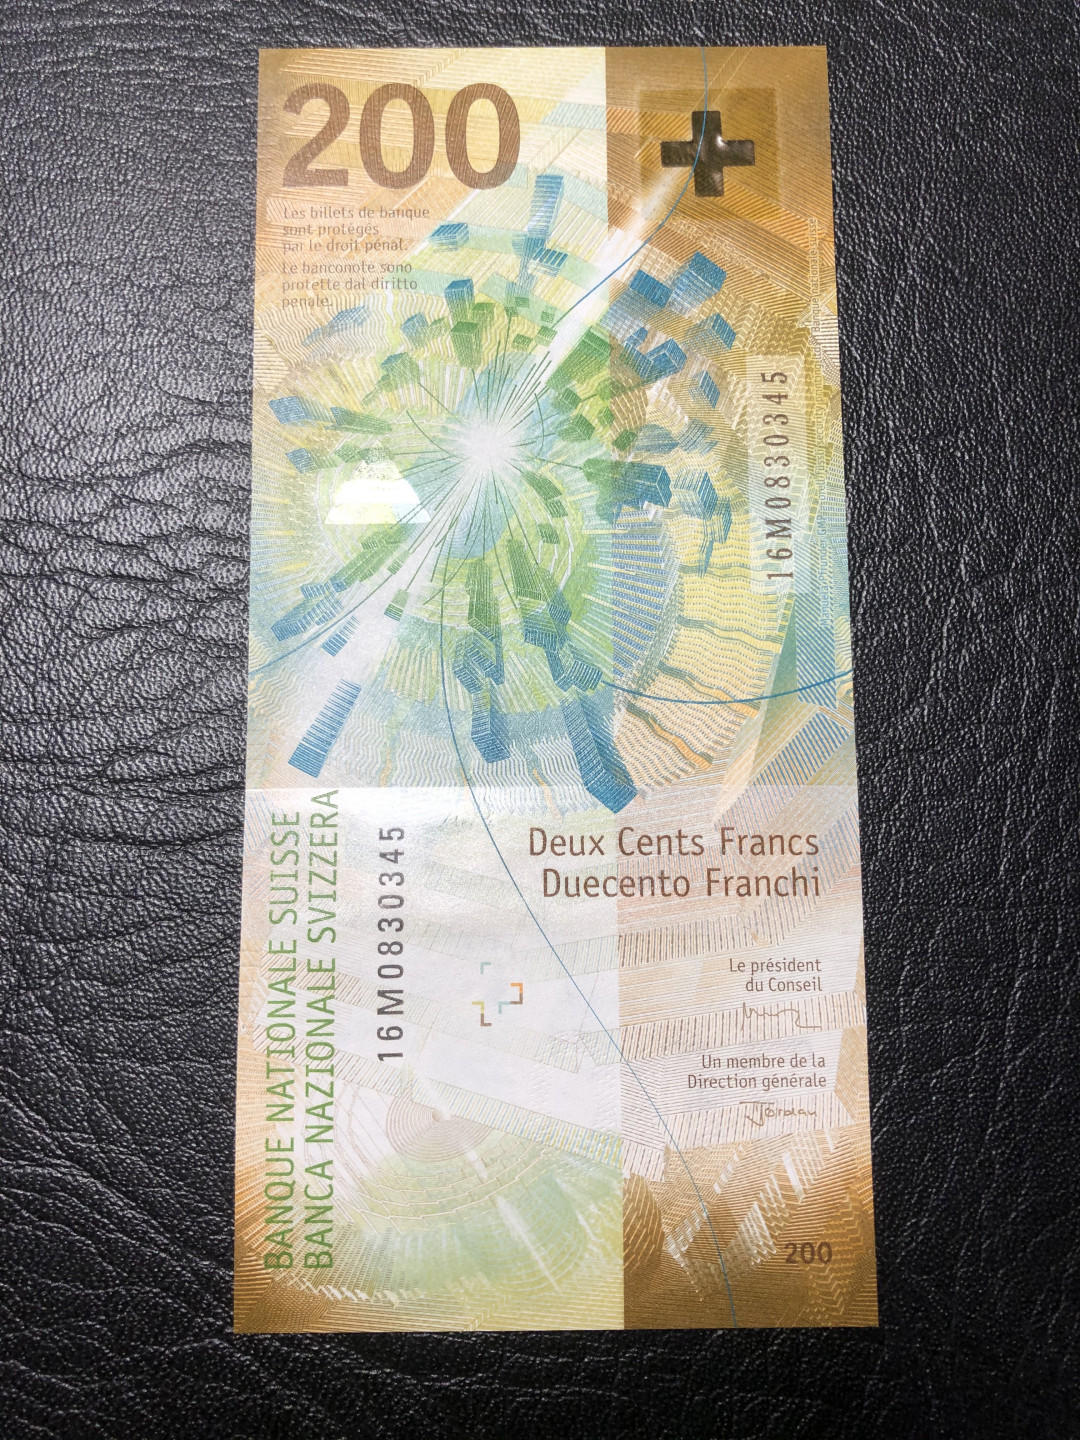 200
Les billets de banque
sont protégés
par le droit pénal.
Le banconote sono
protette dal diritto
penale.
16M0830345
BANQUE NATIONALE SUISSE
BANCA NAZIONALE SVIZZERA
16M0830345
Deux Cents Francs
Duecento Franchi
Le président
du Conseil
Un membre de la
Direction générale
Jordan
200